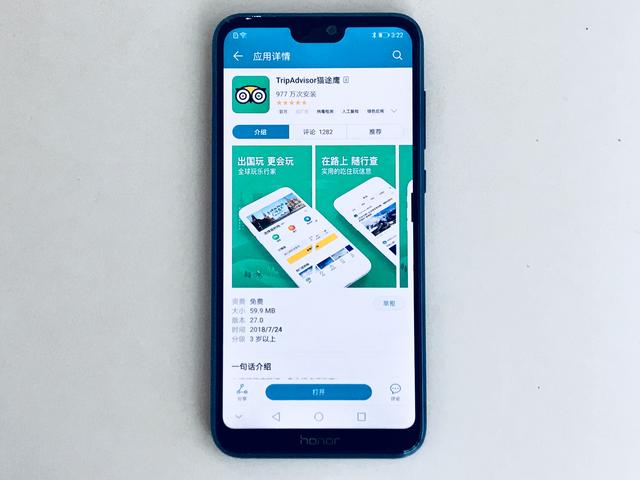 3:22
应用详情
TripAdvisor猫途鹰
977 万次安装
官方 病毒检测 人工复检 绿色应用
介绍 评论 1282 推荐
出国玩 更会玩
全球玩乐行家
在路上 随行查
实用的吃住玩信息
资费 免费
举报
大小 59.9 MB
版本 27.0
时间 2018/7/24
分级 3 岁以上
一句话介绍
分享
打开
评论
honor